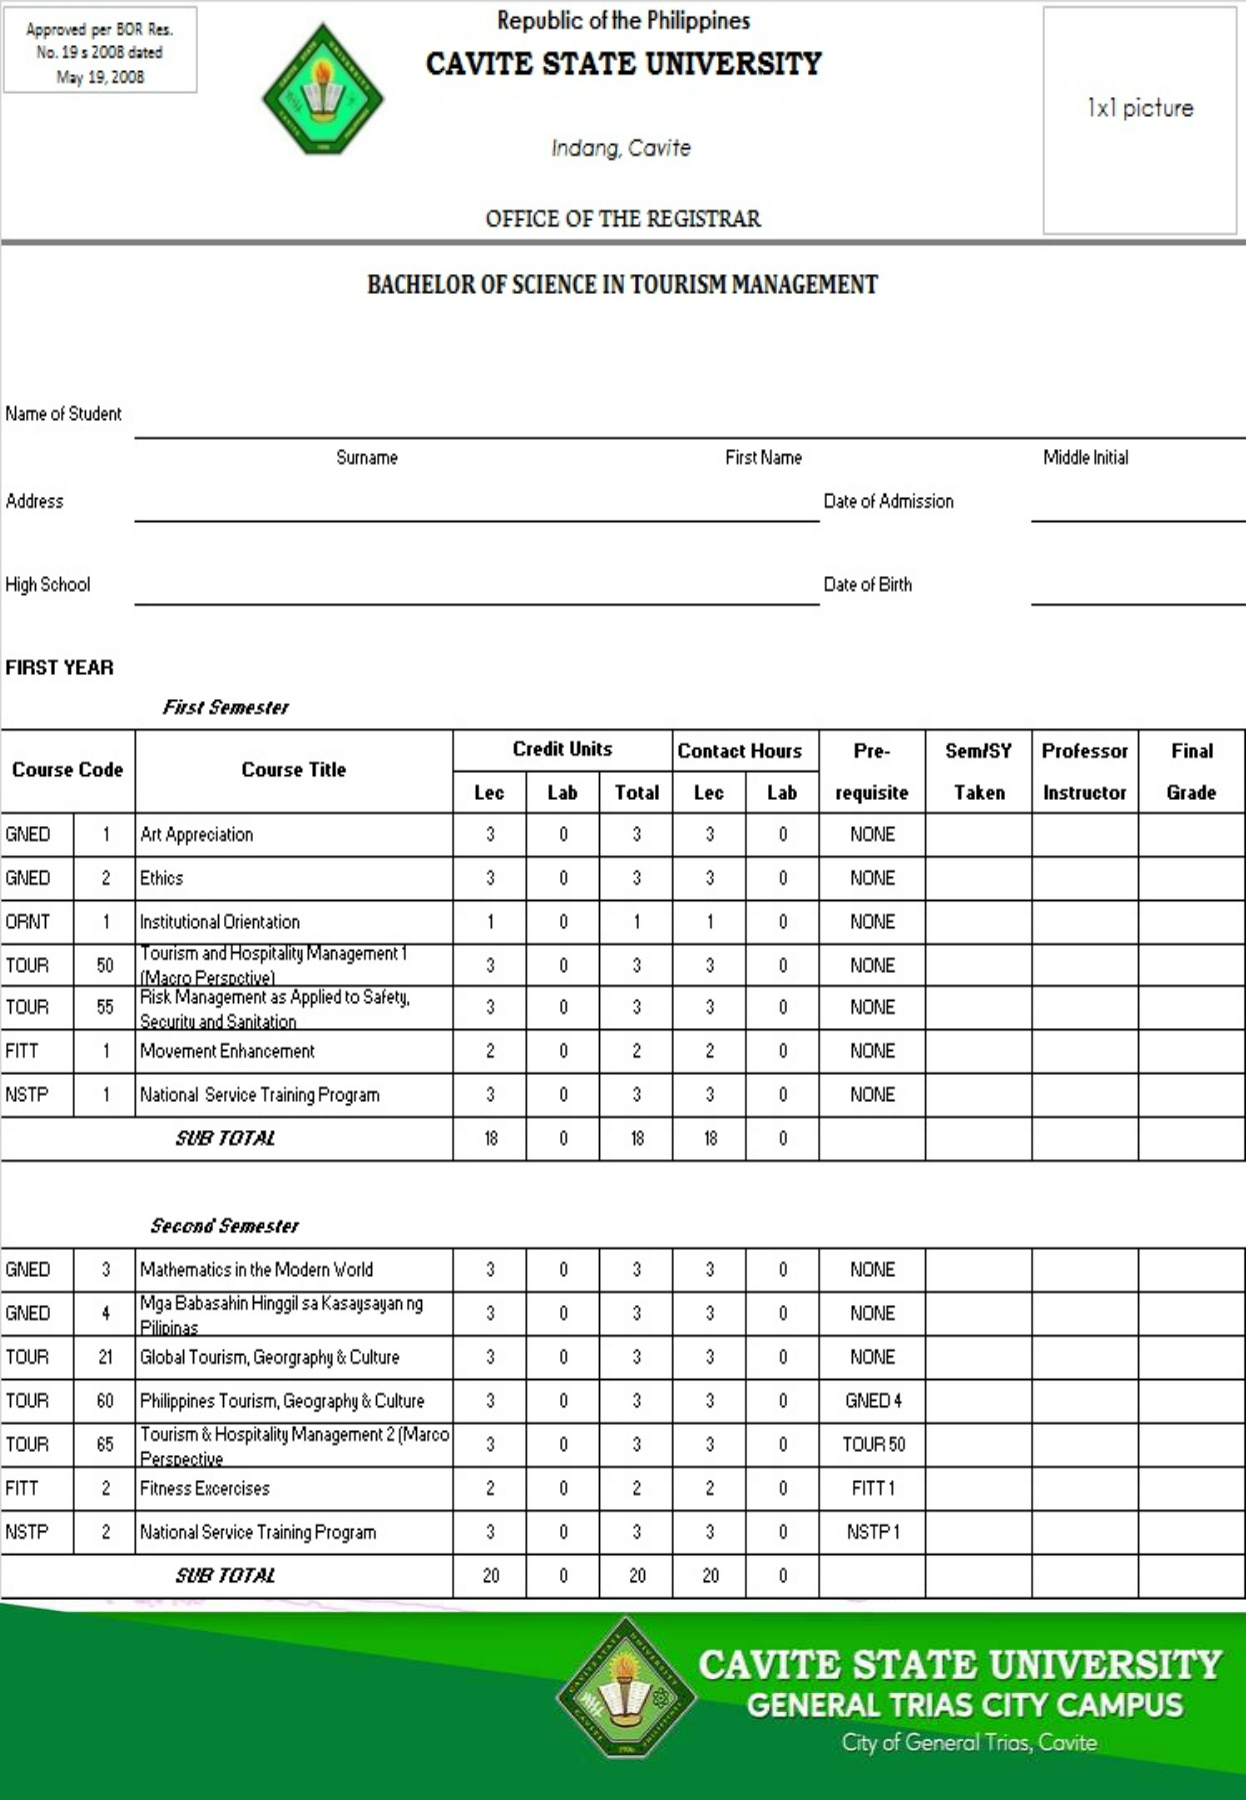 Approved per BOR Res.
No. 19 s 2008 dated
May 19, 2008
Republic of the Philippines
CAVITE STATE UNIVERSITY
Indang, Cavite
OFFICE OF THE REGISTRAR
1x1 picture
BACHELOR OF SCIENCE IN TOURISM MANAGEMENT
Name of Student
Surname First Name Middle Initial
Address Date of Admission
High School Date of Birth
FIRST YEAR
First Semester
Course Code Course Title Credit Units Contact Hours Pre-requisite Sem/SY Taken Professor Instructor Final Grade
Lec Lab Total Lec Lab
GNED 1 Art Appreciation 3 0 3 3 0 NONE
GNED 2 Ethics 3 0 3 3 0 NONE
ORNT 1 Institutional Orientation 1 0 1 1 0 NONE
TOUR 50 Tourism and Hospitality Management 1 (Macro Perspctive) 3 0 3 3 0 NONE
TOUR 55 Risk Management as Applied to Safety, Security and Sanitation 3 0 3 3 0 NONE
FITT 1 Movement Enhancement 2 0 2 2 0 NONE
NSTP 1 National Service Training Program 3 0 3 3 0 NONE
SUB TOTAL 18 0 18 18 0
Second Semester
GNED 3 Mathematics in the Modern World 3 0 3 3 0 NONE
GNED 4 Mga Babasahin Hinggil sa Kasaysayan ng Pilipinas 3 0 3 3 0 NONE
TOUR 21 Global Tourism, Georgraphy & Culture 3 0 3 3 0 NONE
TOUR 60 Philippines Tourism, Geography & Culture 3 0 3 3 0 GNED 4
TOUR 65 Tourism & Hospitality Management 2 (Marco Perspective 3 0 3 3 0 TOUR 50
FITT 2 Fitness Excercises 2 0 2 2 0 FITT 1
NSTP 2 National Service Training Program 3 0 3 3 0 NSTP 1
SUB TOTAL 20 0 20 20 0
CAVITE STATE UNIVERSITY
GENERAL TRIAS CITY CAMPUS
City of General Trias, Cavite